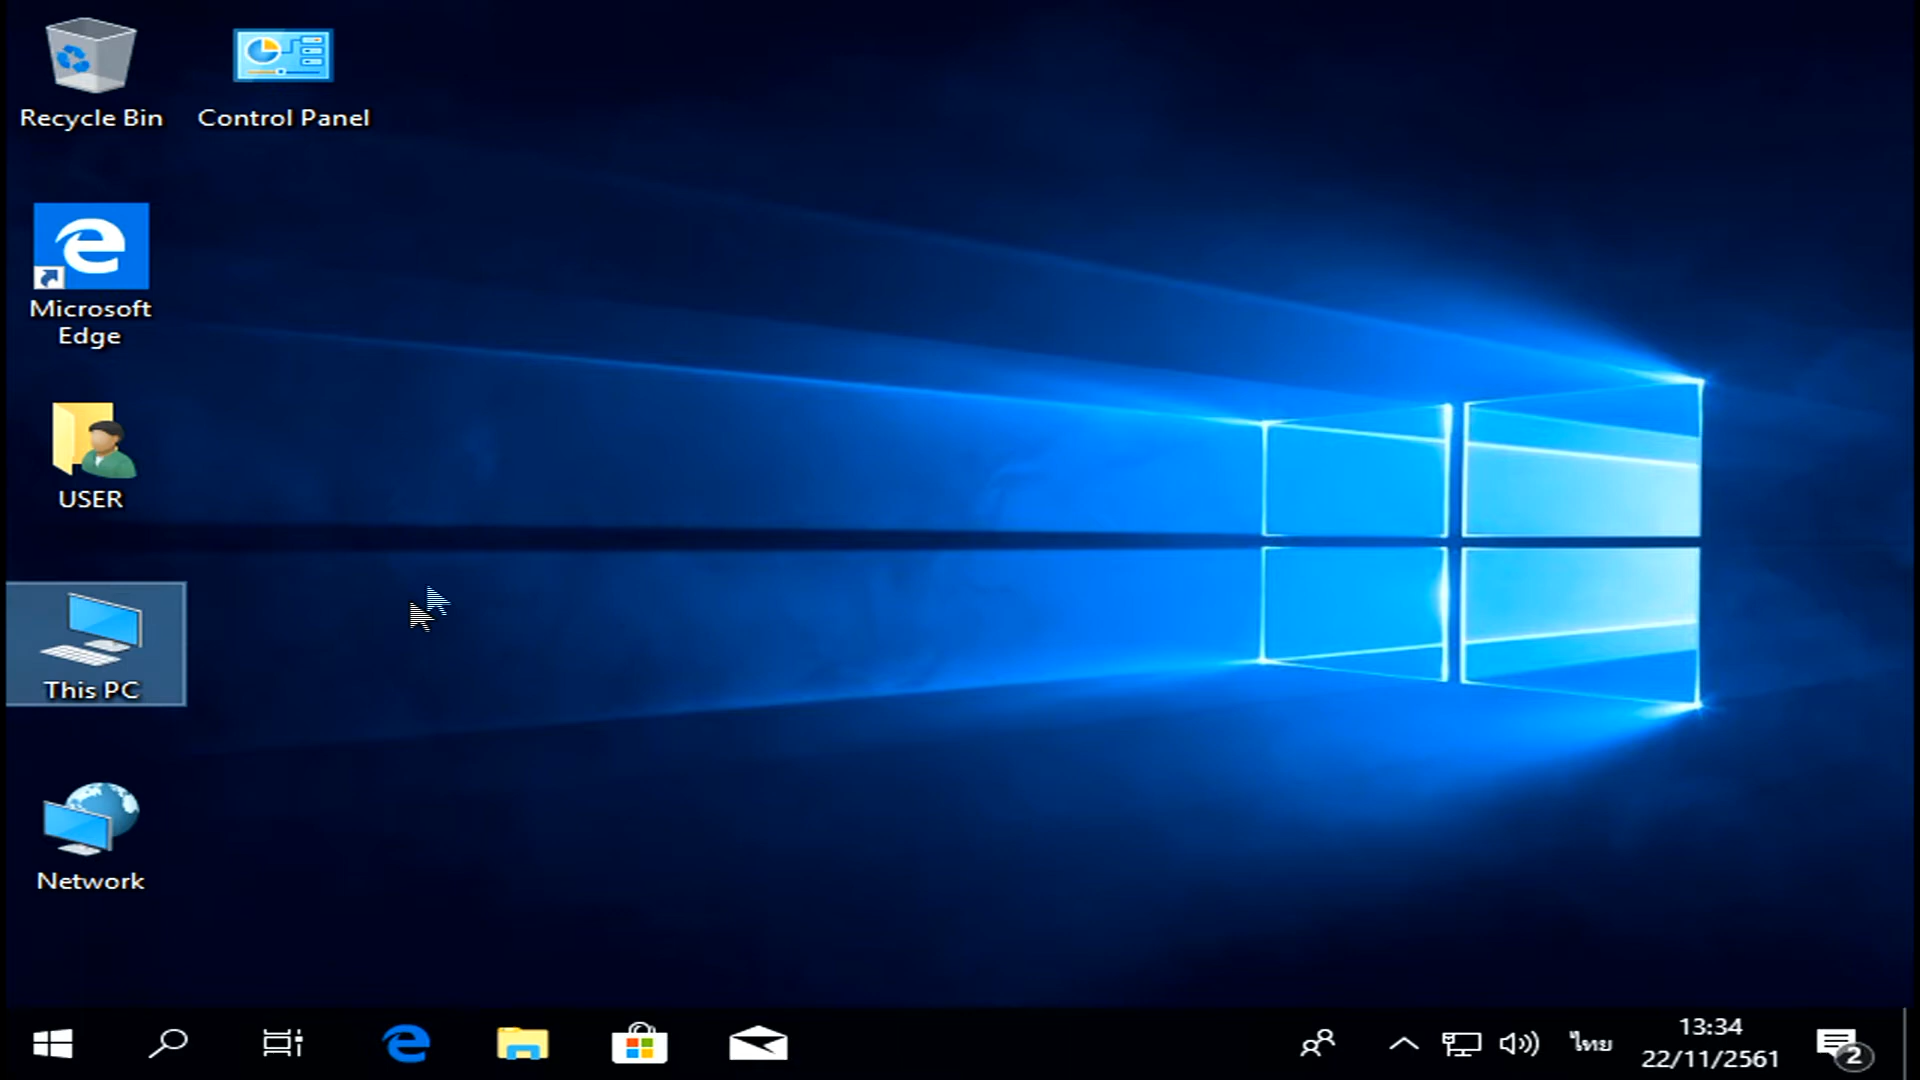 Recycle Bin
Control Panel
Microsoft
Edge
USER
This PC
Network
ไทย
13:34
22/11/2561
2